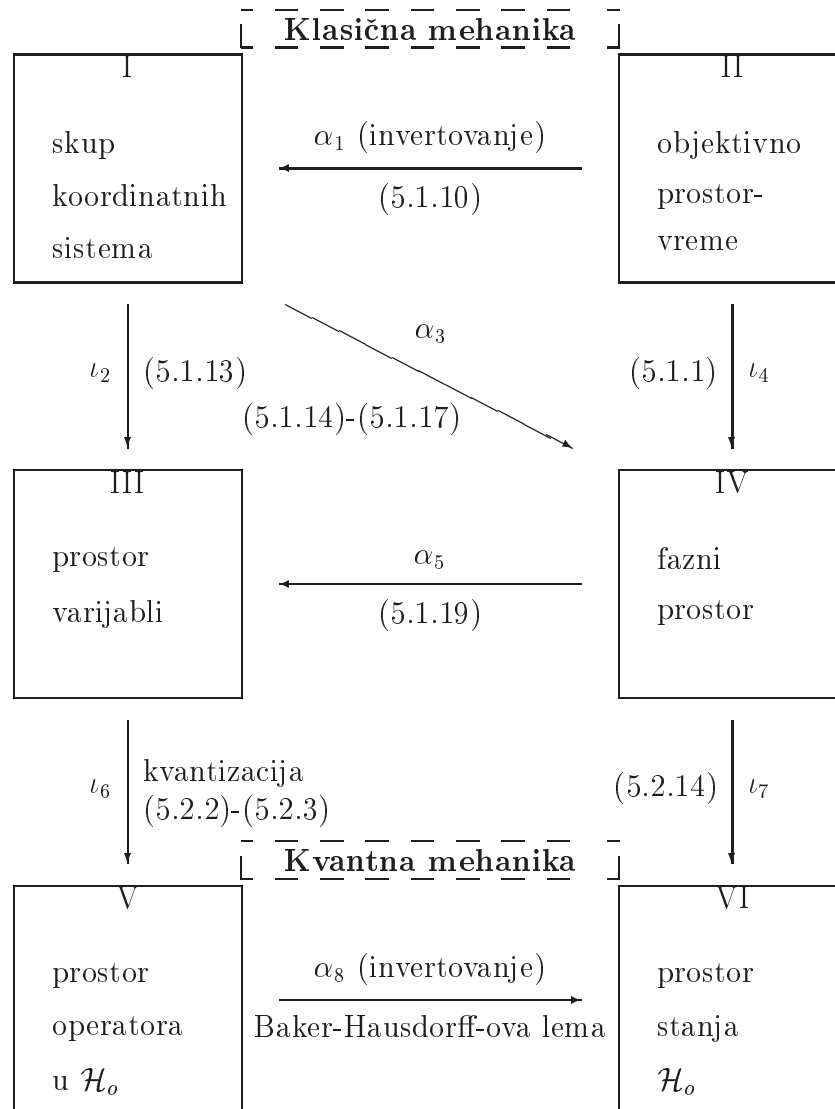 Klasična mehanika
I
skup
koordinatnih
sistema
α₁ (invertovanje)
(5.1.10)
II
objektivno
prostor-
vreme
ι₂ (5.1.13)
α₃
(5.1.14)-(5.1.17)
(5.1.1) ι₄
III
prostor
varijabli
α₅
(5.1.19)
IV
fazni
prostor
ι₆
kvantizacija
(5.2.2)-(5.2.3)
(5.2.14) ι₇
Kvantna mehanika
V
prostor
operatora
u ℋₒ
α₈ (invertovanje)
Baker-Hausdorff-ova lema
VI
prostor
stanja
ℋₒ